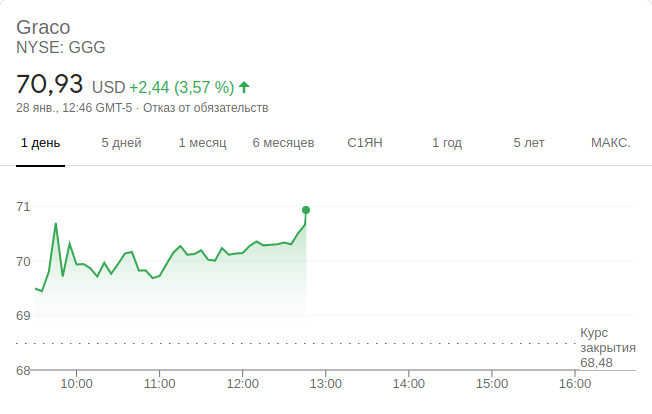 Graco
NYSE: GGG
70,93 USD +2,44 (3,57 %)
28 янв., 12:46 GMT-5 · Отказ от обязательств
1 день 5 дней 1 месяц 6 месяцев С1ЯН 1 год 5 лет МАКС.
71
70
69
Курс
закрытия
68,48
68
10:00 11:00 12:00 13:00 14:00 15:00 16:00